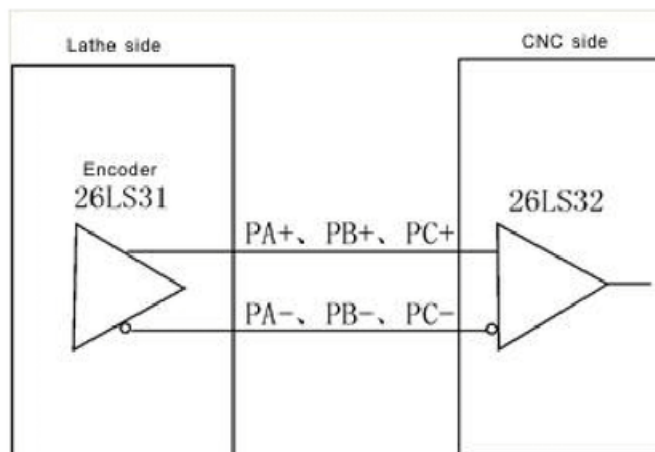 Lathe side
CNC side
Encoder
26LS31
26LS32
PA+、PB+、PC+
PA-、PB-、PC-